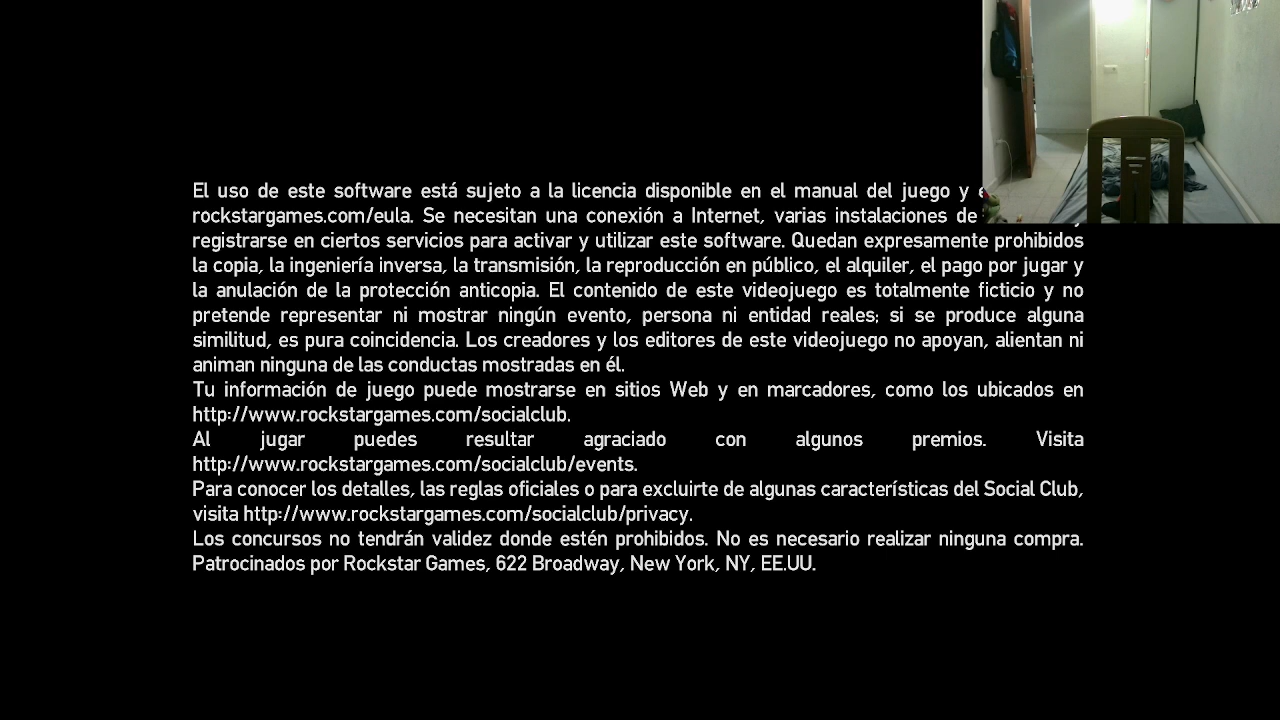 El uso de este software está sujeto a la licencia disponible en el manual del juego y
rockstargames.com/eula. Se necesitan una conexión a Internet, varias instalaciones de
registrarse en ciertos servicios para activar y utilizar este software. Quedan expresamente prohibidos
la copia, la ingeniería inversa, la transmisión, la reproducción en público, el alquiler, el pago por jugar y
la anulación de la protección anticopia. El contenido de este videojuego es totalmente ficticio y no
pretende representar ni mostrar ningún evento, persona ni entidad reales; si se produce alguna
similitud, es pura coincidencia. Los creadores y los editores de este videojuego no apoyan, alientan ni
animan ninguna de las conductas mostradas en él.
Tu información de juego puede mostrarse en sitios Web y en marcadores, como los ubicados en
http://www.rockstargames.com/socialclub.
Al jugar puedes resultar agraciado con algunos premios. Visita
http://www.rockstargames.com/socialclub/events.
Para conocer los detalles, las reglas oficiales o para excluirte de algunas características del Social Club,
visita http://www.rockstargames.com/socialclub/privacy.
Los concursos no tendrán validez donde estén prohibidos. No es necesario realizar ninguna compra.
Patrocinados por Rockstar Games, 622 Broadway, New York, NY, EE.UU.